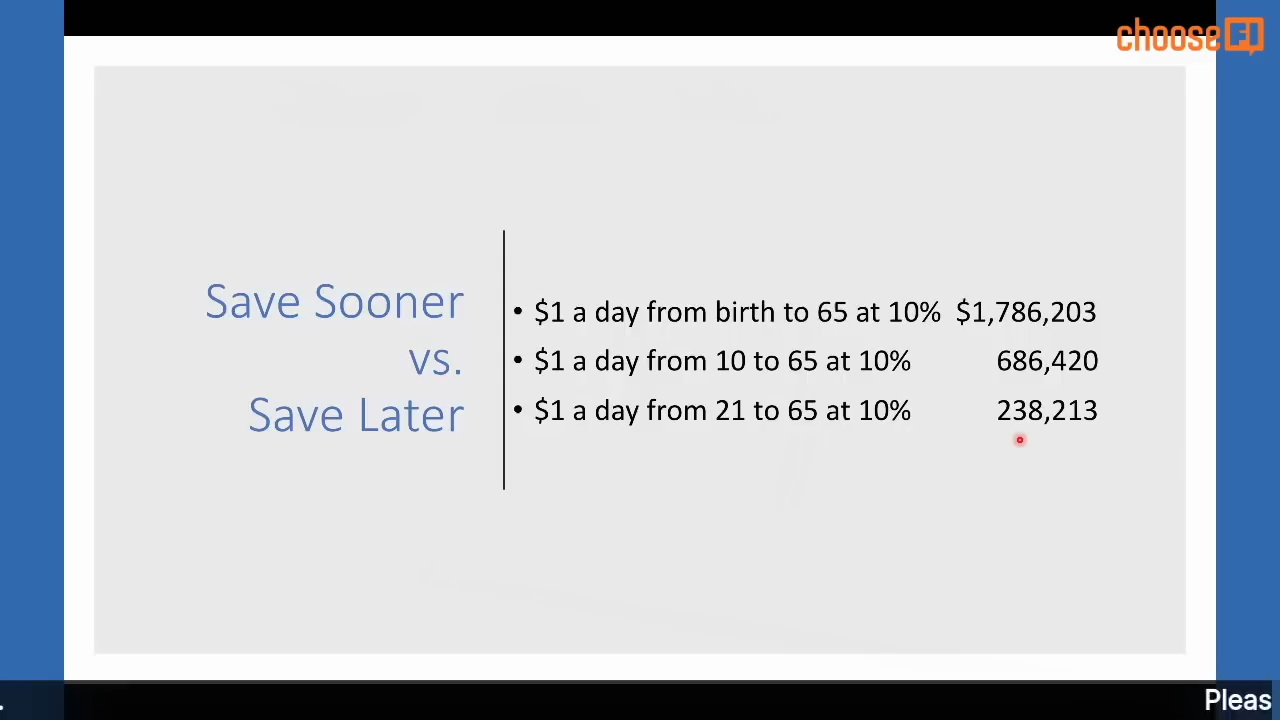 chooseFI
Save Sooner
vs.
Save Later
• $1 a day from birth to 65 at 10% $1,786,203
• $1 a day from 10 to 65 at 10% 686,420
• $1 a day from 21 to 65 at 10% 238,213
. Pleas